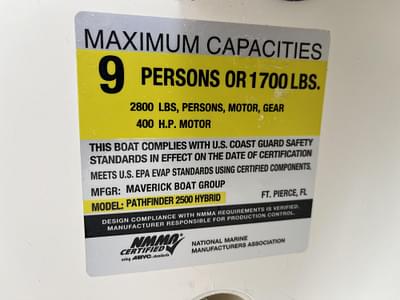 MAXIMUM CAPACITIES
9 PERSONS OR 1700 LBS.
2800 LBS, PERSONS, MOTOR, GEAR
400 H.P. MOTOR
THIS BOAT COMPLIES WITH U.S. COAST GUARD SAFETY
STANDARDS IN EFFECT ON THE DATE OF CERTIFICATION
MEETS U.S. EPA EVAP STANDARDS USING CERTIFIED COMPONENTS.
MFGR: MAVERICK BOAT GROUP FT. PIERCE, FL
MODEL: PATHFINDER 2500 HYBRID
DESIGN COMPLIANCE WITH NMMA REQUIREMENTS IS VERIFIED.
MANUFACTURER RESPONSIBLE FOR PRODUCTION CONTROL.
NMMA
CERTIFIED
using ABYC standards
NATIONAL MARINE
MANUFACTURERS ASSOCIATION